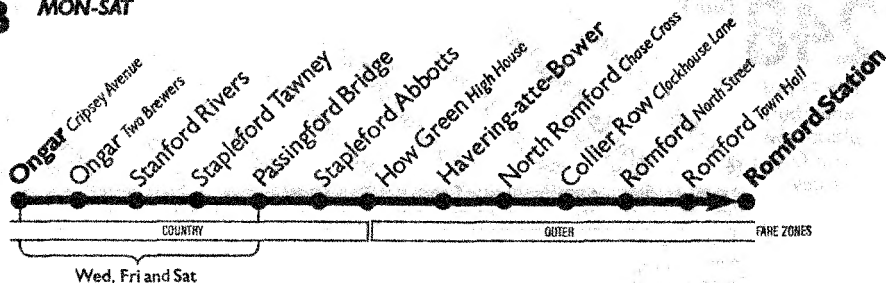 MON-SAT
Ongar Cripsey Avenue
Ongar Two Brewers
Stanford Rivers
Stapleford Tawney
Passingford Bridge
Stapleford Abbotts
How Green High House
Havering-atte-Bower
North Romford Chase Cross
Collier Row Clockhouse Lane
Romford North Street
Romford Town Hall
Romford Station
COUNTRY
OUTER
FARE ZONES
Wed, Fri and Sat